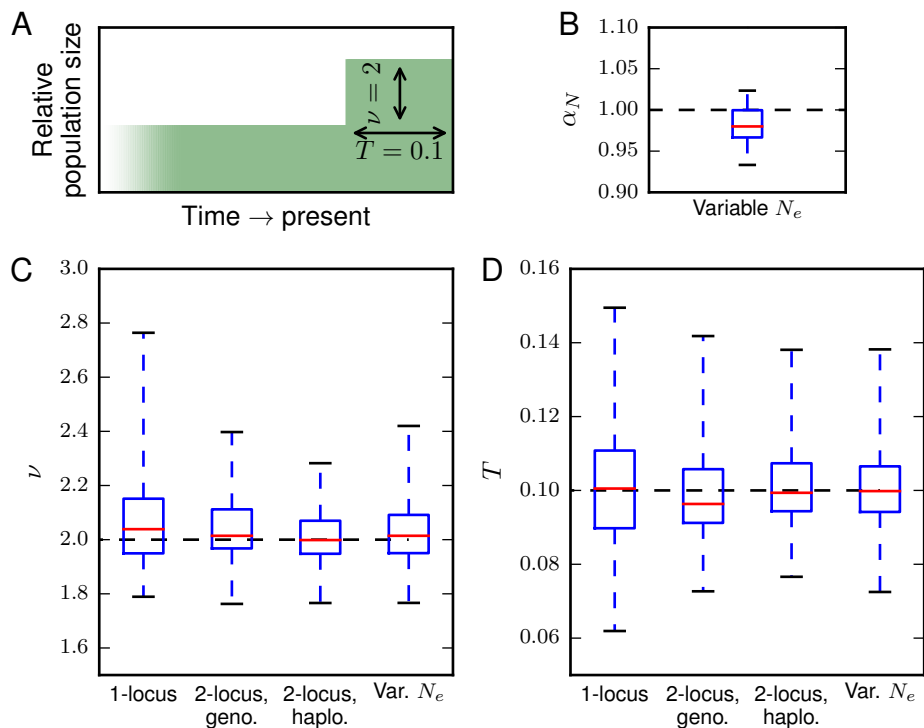 A
Relative
population size
ν = 2
T = 0.1
Time → present
B
α_N
1.10
1.05
1.00
0.95
0.90
Variable N_e
C
ν
3.0
2.8
2.6
2.4
2.2
2.0
1.8
1.6
1-locus
2-locus,
geno.
2-locus,
haplo.
Var. N_e
D
T
0.16
0.14
0.12
0.10
0.08
0.06
1-locus
2-locus,
geno.
2-locus,
haplo.
Var. N_e